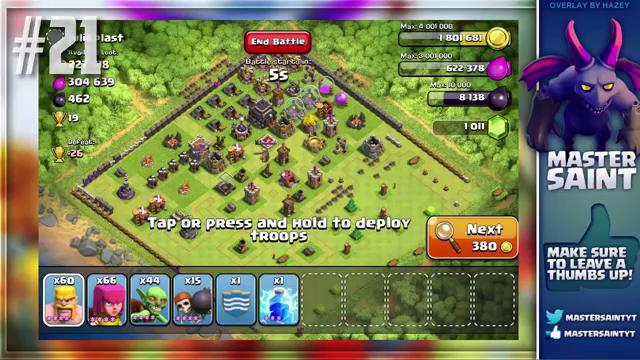 #21
End Battle
Battle starts in:
5s
304 639
462
19
Defeat:
-26
Max: 4 001 000
1 801 681
Max: 3 001 000
622 378
Max: 10 000
8 138
1 011
Tap or press and hold to deploy
troops
Next
380
x60
x66
x44
x15
x1
x1
OVERLAY BY HAZEY
MASTER
SAINT
MAKE SURE
TO LEAVE A
THUMBS UP!
MASTERSAINTYT
MASTERSAINTYT